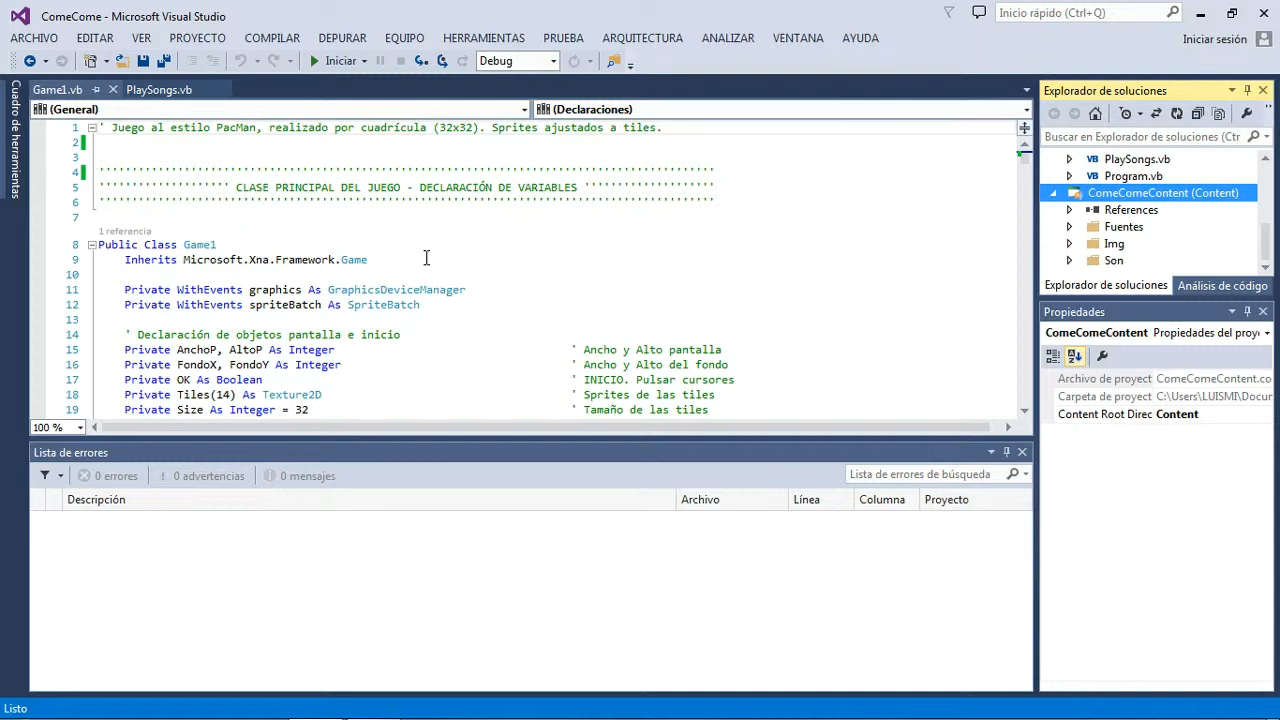 ComeCome - Microsoft Visual Studio
Inicio rápido (Ctrl+Q)
ARCHIVO EDITAR VER PROYECTO COMPILAR DEPURAR EQUIPO HERRAMIENTAS PRUEBA ARQUITECTURA ANALIZAR VENTANA AYUDA
Iniciar sesión
Iniciar
Debug
Cuadro de herramientas
Game1.vb PlaySongs.vb
(General) (Declaraciones)
1 ' Juego al estilo PacMan, realizado por cuadrícula (32x32). Sprites ajustados a tiles.
2
3
4 ''''''''''''''''''''''''''''''''''''''''''''''''''''''''''''''''''''''''''''''''''''''''''''''
5 '''''''''''''''''''' CLASE PRINCIPAL DEL JUEGO - DECLARACIÓN DE VARIABLES ''''''''''''''''''''
6 ''''''''''''''''''''''''''''''''''''''''''''''''''''''''''''''''''''''''''''''''''''''''''''''
7
1 referencia
8 Public Class Game1
9 Inherits Microsoft.Xna.Framework.Game
10
11 Private WithEvents graphics As GraphicsDeviceManager
12 Private WithEvents spriteBatch As SpriteBatch
13
14 ' Declaración de objetos pantalla e inicio
15 Private AnchoP, AltoP As Integer ' Ancho y Alto pantalla
16 Private FondoX, FondoY As Integer ' Ancho y Alto del fondo
17 Private OK As Boolean ' INICIO. Pulsar cursores
18 Private Tiles(14) As Texture2D ' Sprites de las tiles
19 Private Size As Integer = 32 ' Tamaño de las tiles
100 %
Lista de errores
0 errores 0 advertencias 0 mensajes
Lista de errores de búsqueda
Descripción Archivo Línea Columna Proyecto
Explorador de soluciones
Buscar en Explorador de soluciones (Ctr
VB PlaySongs.vb
VB Program.vb
ComeComeContent (Content)
References
Fuentes
Img
Son
Explorador de soluciones Análisis de código
Propiedades
ComeComeContent Propiedades del proye
Archivo de proyect ComeComeContent.co
Carpeta de proyect C:\Users\LUISMI\Docur
Content Root Direc Content
Listo